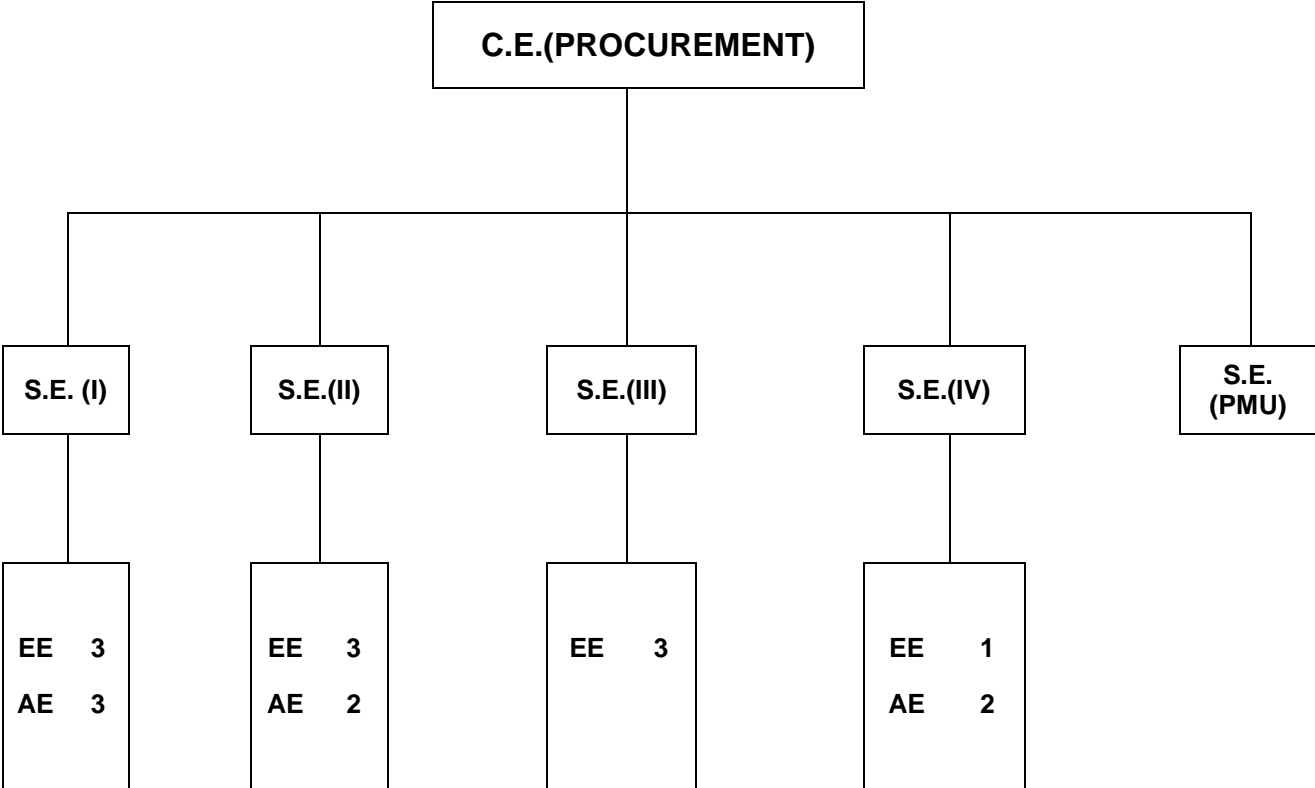 C.E.(PROCUREMENT)
S.E. (I)
S.E.(II)
S.E.(III)
S.E.(IV)
S.E.
(PMU)
EE 3
AE 3
EE 3
AE 2
EE 3
EE 1
AE 2